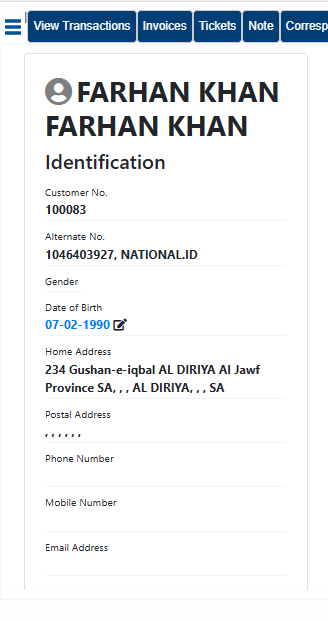 View Transactions Invoices Tickets Note Corresp
FARHAN KHAN
FARHAN KHAN
Identification
Customer No.
100083
Alternate No.
1046403927, NATIONAL.ID
Gender
Date of Birth
07-02-1990
Home Address
234 Gushan-e-iqbal AL DIRIYA Al Jawf
Province SA, , , AL DIRIYA, , , SA
Postal Address
, , , , , ,
Phone Number
Mobile Number
Email Address